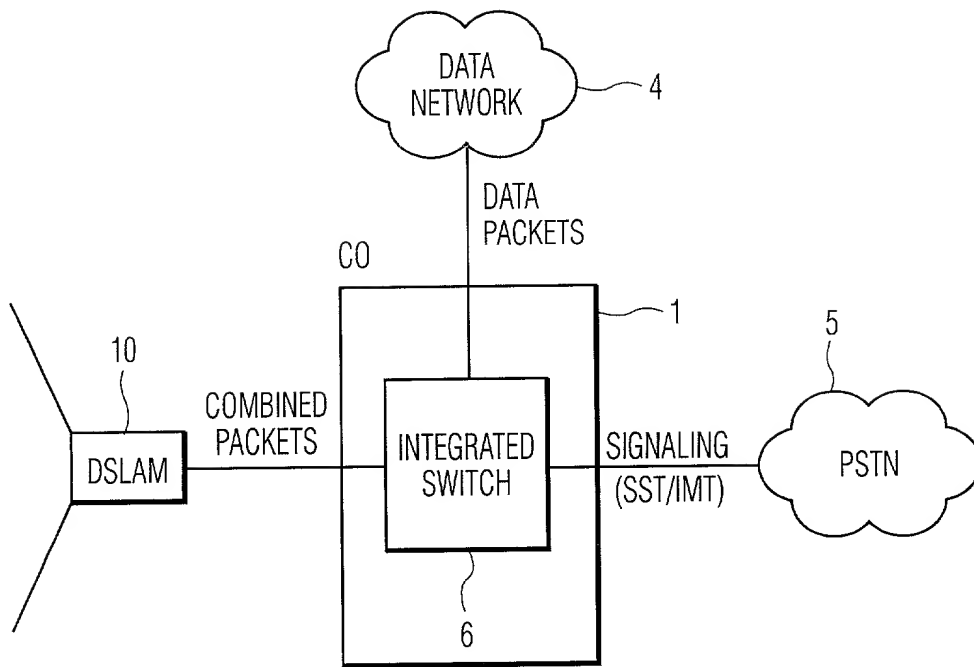 DATA
NETWORK
4
DATA
PACKETS
CO
1
5
10
COMBINED
PACKETS
DSLAM
INTEGRATED
SWITCH
SIGNALING
(SST/IMT)
PSTN
6